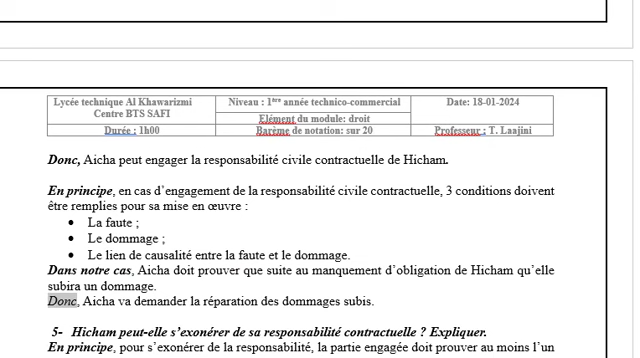 Lycée technique Al Khawarizmi
Centre BTS SAFI
Niveau : 1ère année technico-commercial
Date: 18-01-2024
Elément du module: droit
Durée : 1h00
Barème de notation: sur 20
Professeur : T. Laajini
Donc, Aicha peut engager la responsabilité civile contractuelle de Hicham.
En principe, en cas d’engagement de la responsabilité civile contractuelle, 3 conditions doivent
être remplies pour sa mise en œuvre :
• La faute ;
• Le dommage ;
• Le lien de causalité entre la faute et le dommage.
Dans notre cas, Aicha doit prouver que suite au manquement d’obligation de Hicham qu’elle
subira un dommage.
Donc, Aicha va demander la réparation des dommages subis.
5- Hicham peut-elle s’exonérer de sa responsabilité contractuelle ? Expliquer.
En principe, pour s’exonérer de la responsabilité, la partie engagée doit prouver au moins l’un